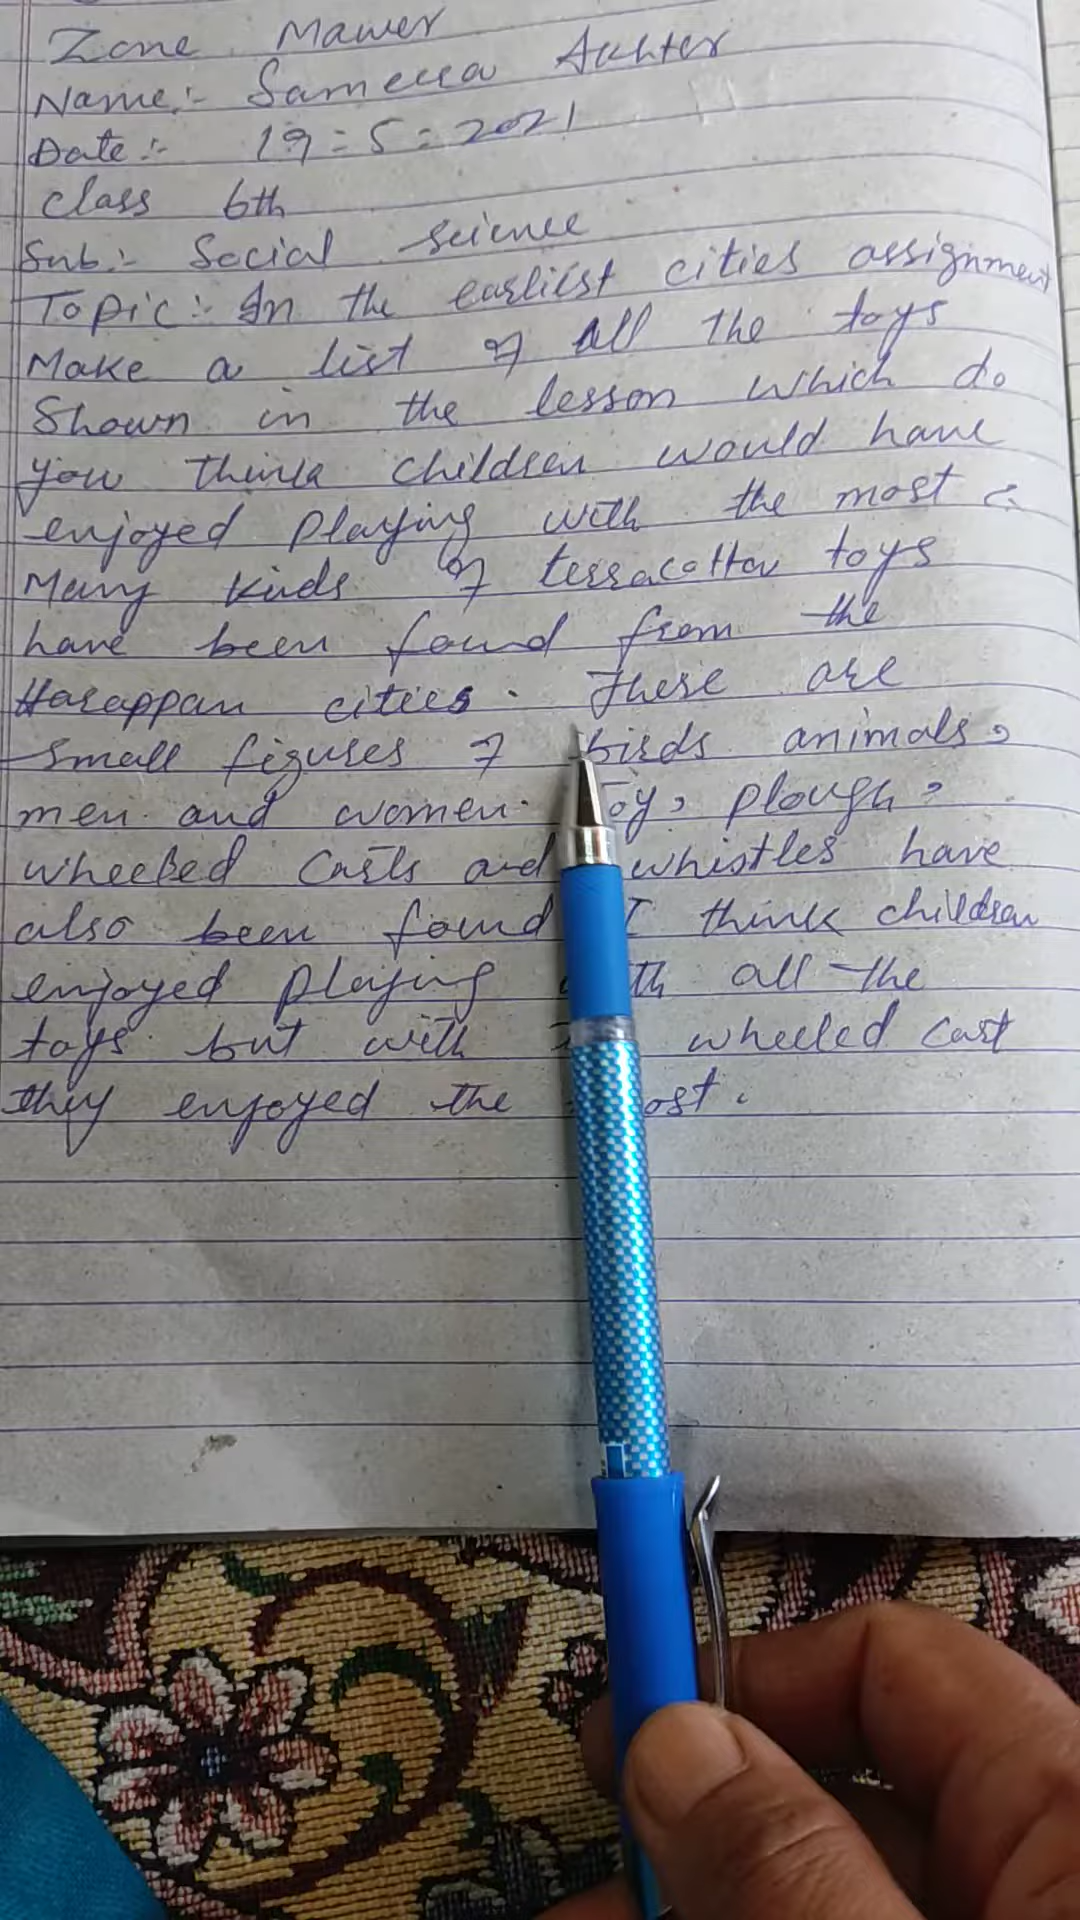 Zone Mawer
Name:- Sameera Akhter
Date:- 19=5=2021
Class 6th
Sub:- Social science
Topic:- In the earliest cities assignment
Make a list of all the toys
Shown in the lesson which do
you think children would have
enjoyed playing with the most :
Many kinds of terracotta toys
have been found from the
Harappan cities. These are
small figures of birds animals,
men and women. Toy, plough,
wheeled carts and whistles have
also been found I think children
enjoyed playing all the
toys but with wheeled cart
they enjoyed the